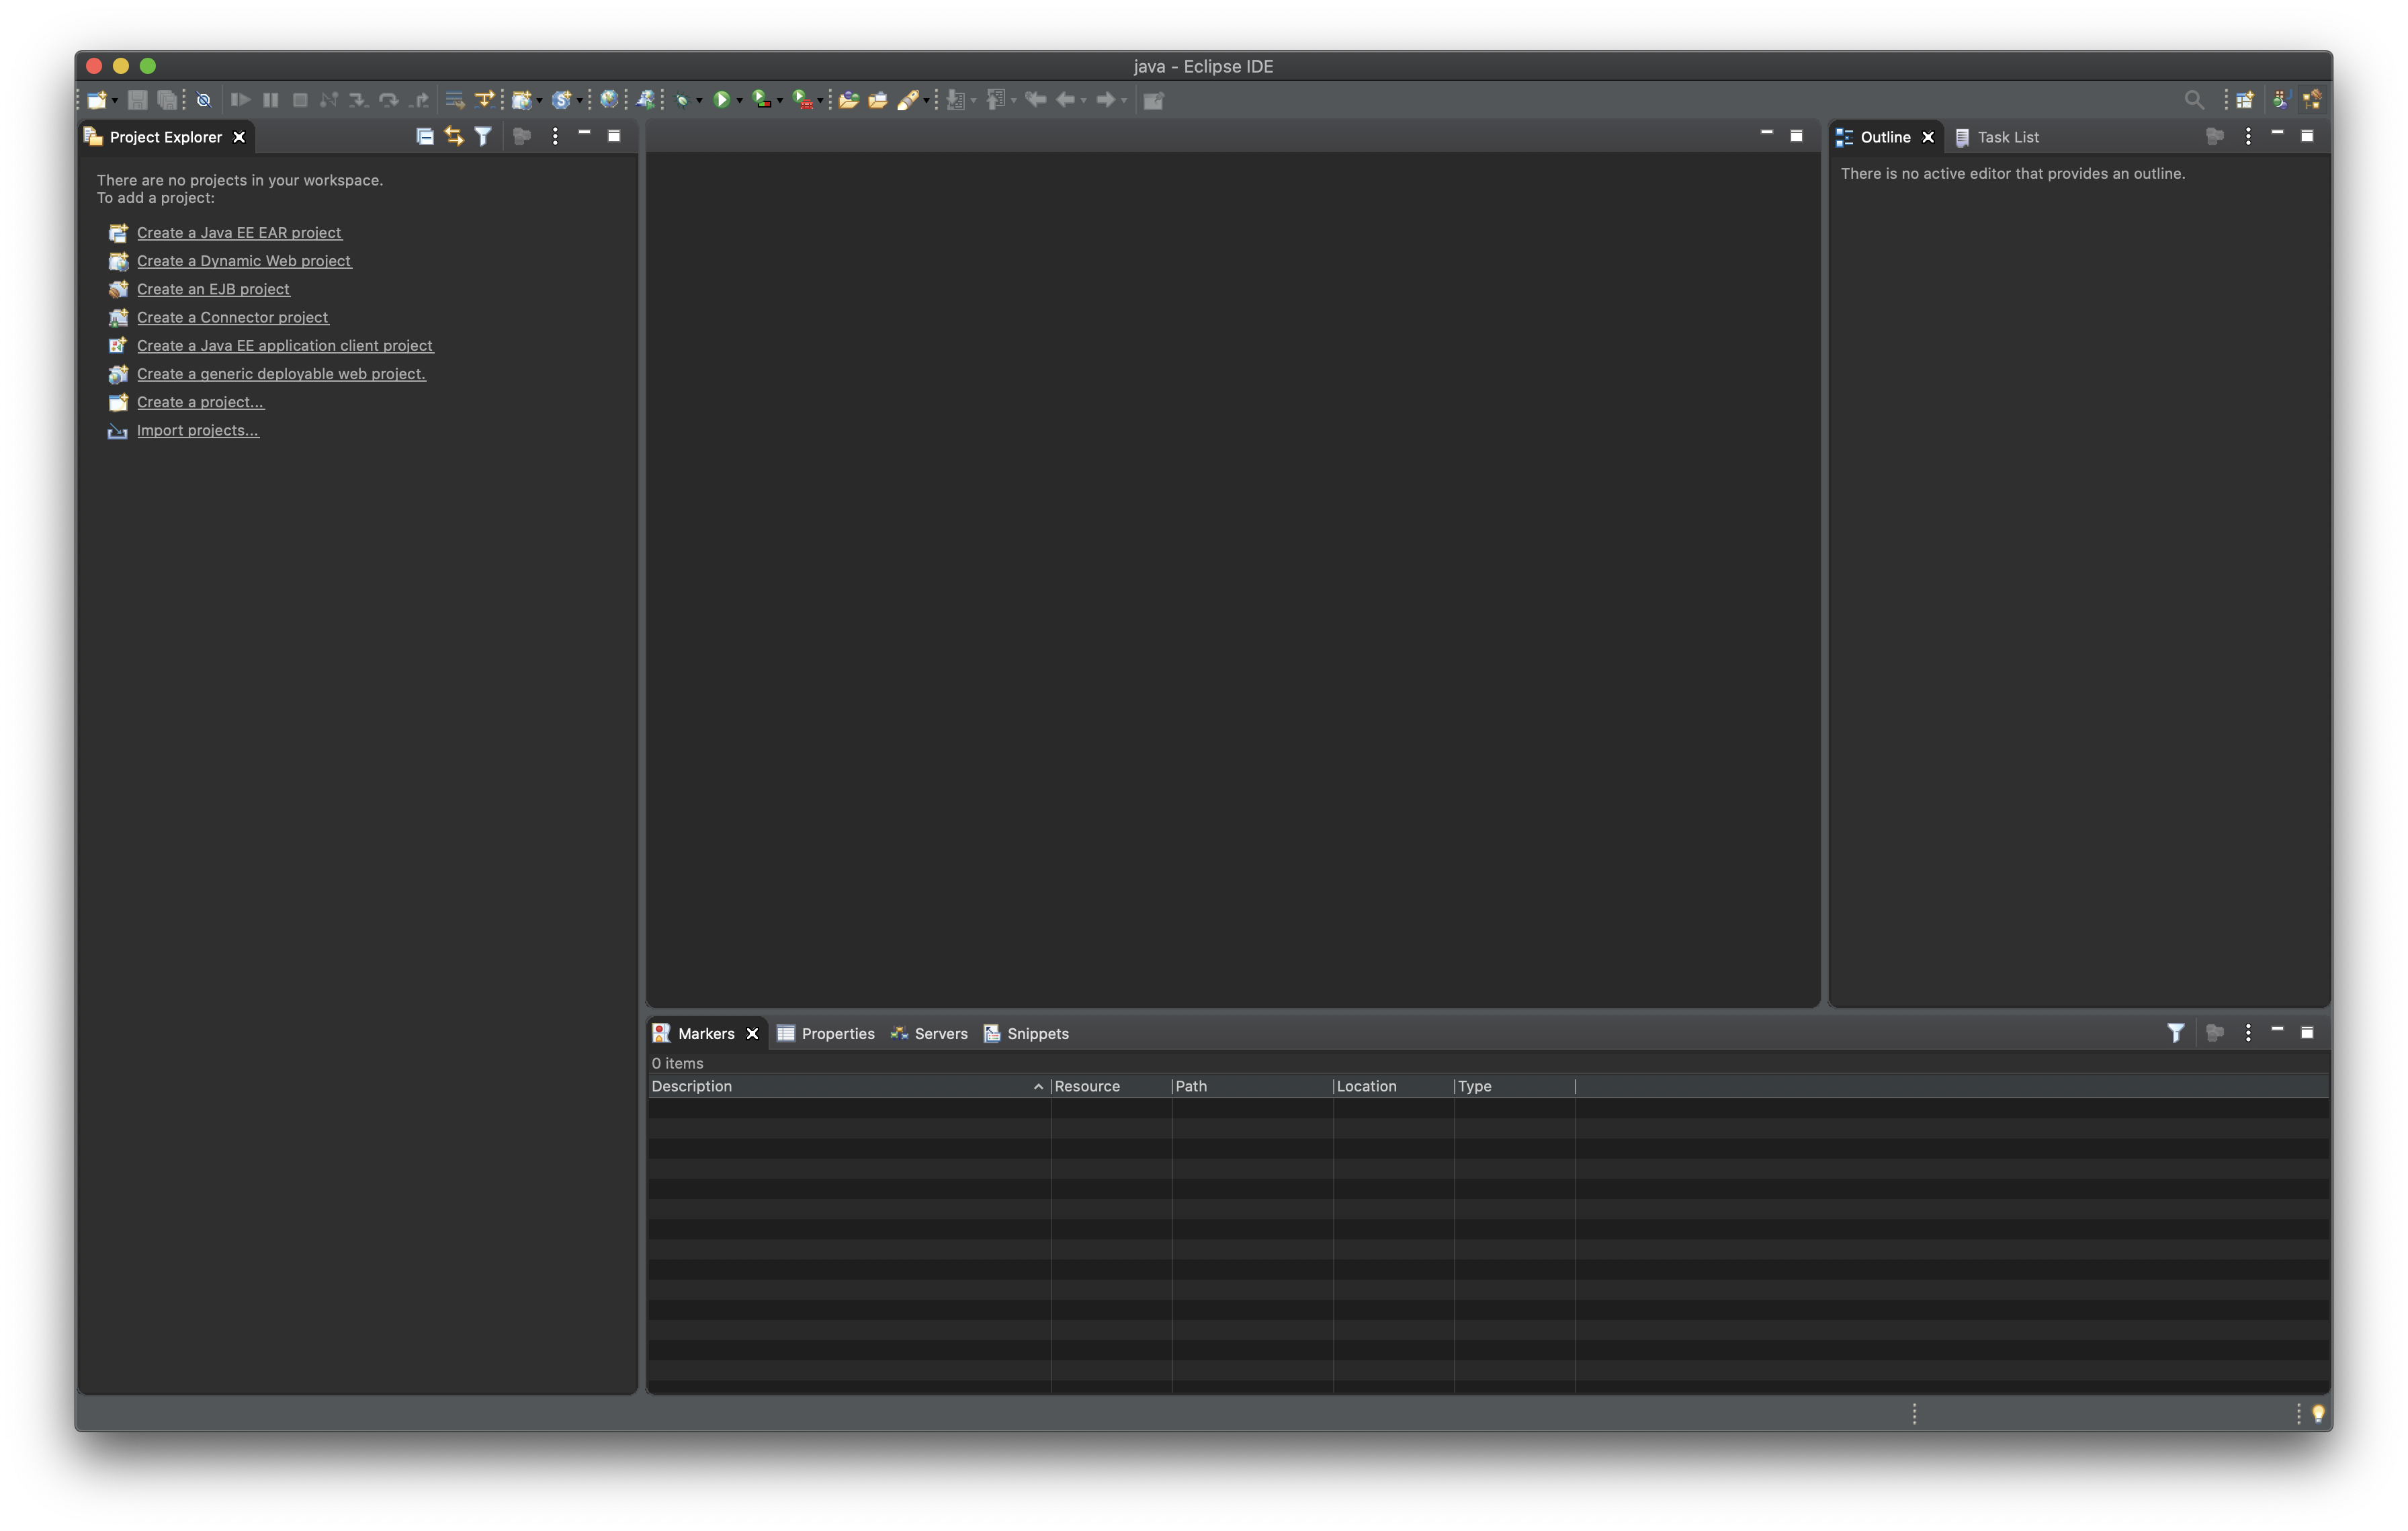 java - Eclipse IDE
Project Explorer
There are no projects in your workspace.
To add a project:
Create a Java EE EAR project
Create a Dynamic Web project
Create an EJB project
Create a Connector project
Create a Java EE application client project
Create a generic deployable web project.
Create a project...
Import projects...
Outline
Task List
There is no active editor that provides an outline.
Markers
Properties
Servers
Snippets
0 items
Description
Resource
Path
Location
Type